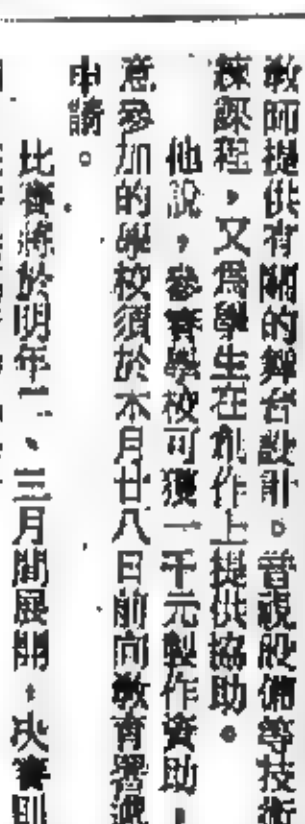 教師提供有關的舞台設計。音視設備等技術
練課程，又爲學生在創作上提供協助。
他說，參賽學校可獲一千元製作資助，
意參加的學校須於本月廿八日前向教育署遞
申請。
比賽將於明年二、三月間展開，決賽則